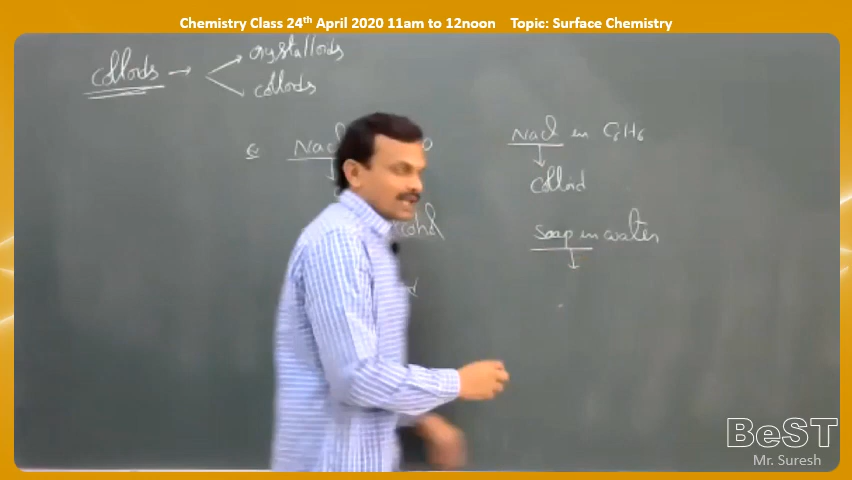 Chemistry Class 24th April 2020 11am to 12noon Topic: Surface Chemistry
colloids → crystalloids
colloids
NaCl
NaCl in C6H6
colloid
Soap in water
BeST
Mr. Suresh